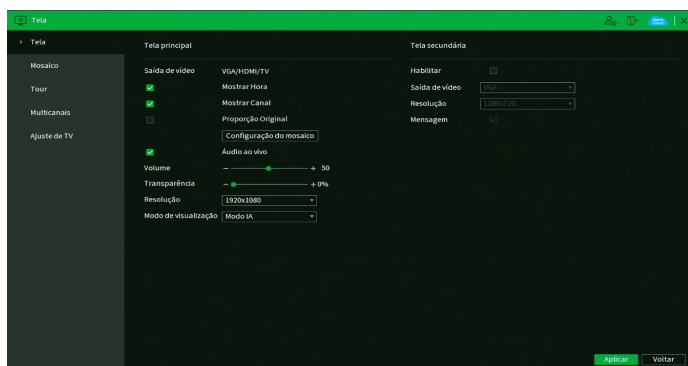 Tela
Tela
Mosaico
Tour
Multicanais
Ajuste de TV
Tela principal
Saída de vídeo VGA/HDMI/TV
Mostrar Hora
Mostrar Canal
Proporção Original
Configuração do mosaico
Áudio ao vivo
Volume - + 50
Transparência - + 0%
Resolução 1920x1080
Modo de visualização Modo IA
Tela secundária
Habilitar
Saída de vídeo VGA
Resolução 1280x720
Mensagem
Aplicar Voltar